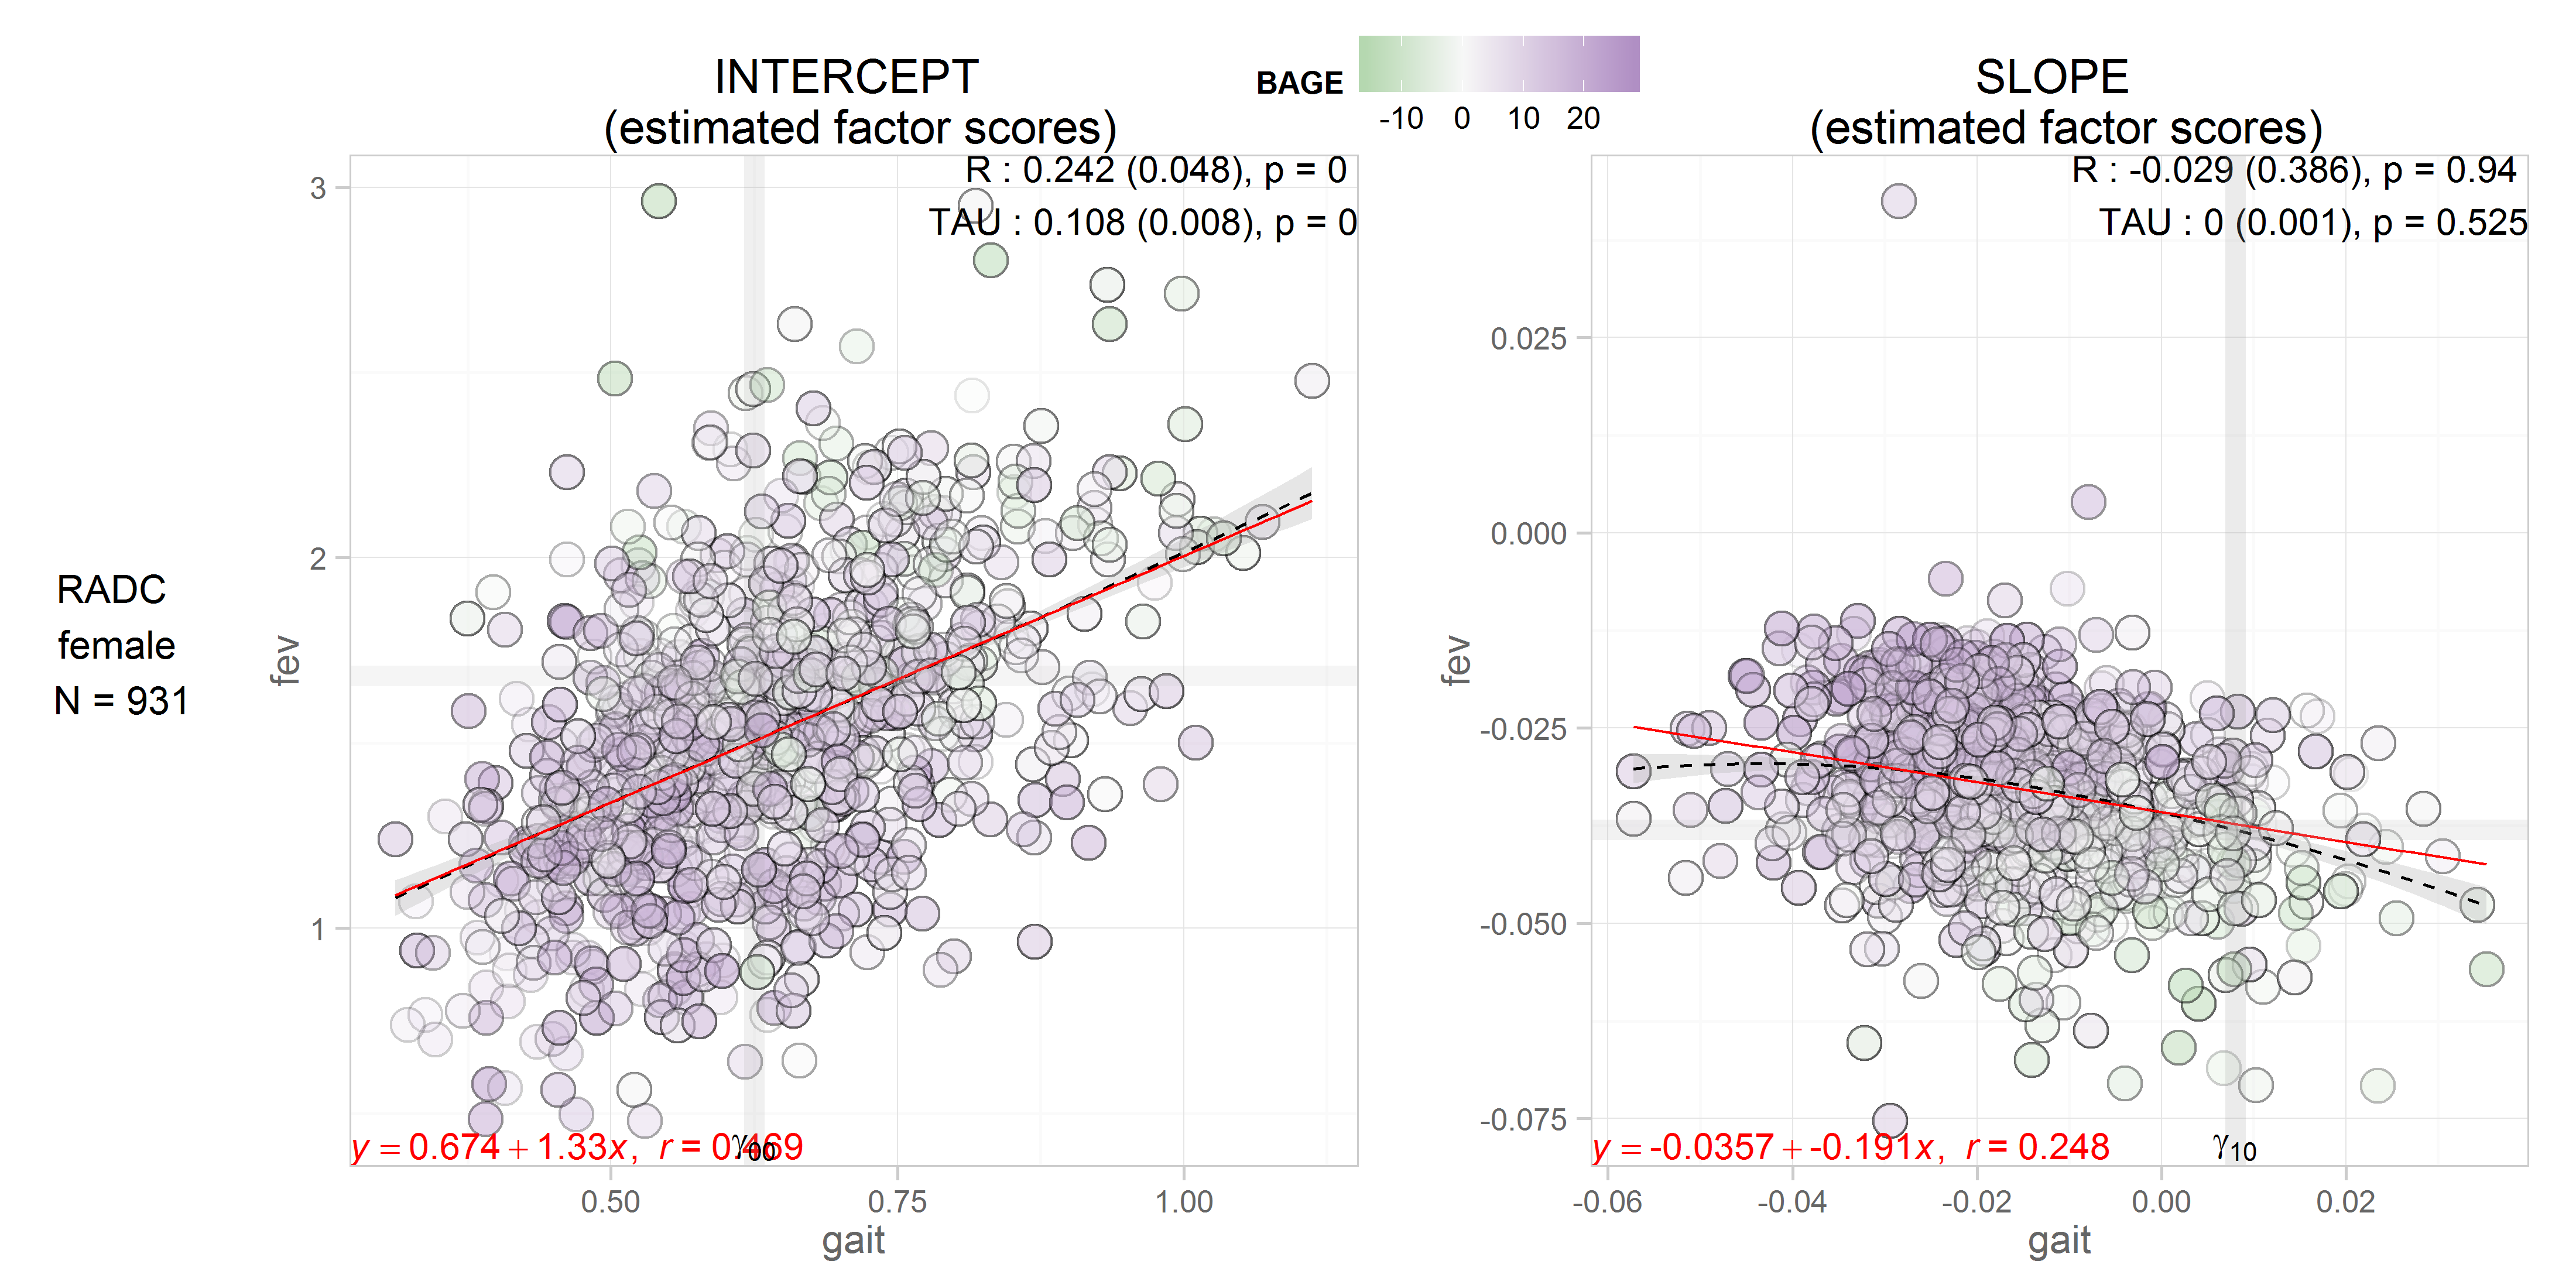 BAGE
-10 0 10 20
INTERCEPT
(estimated factor scores)
SLOPE
(estimated factor scores)
RADC
female
N = 931
R : 0.242 (0.048), p = 0
TAU : 0.108 (0.008), p = 0
3
2
1
fev
y = 0.674 + 1.33x, r = 0.469
γ00
0.50 0.75 1.00
gait
R : -0.029 (0.386), p = 0.94
TAU : 0 (0.001), p = 0.525
0.025
0.000
-0.025
-0.050
-0.075
fev
y = -0.0357 + -0.191x, r = 0.248
γ10
-0.06 -0.04 -0.02 0.00 0.02
gait